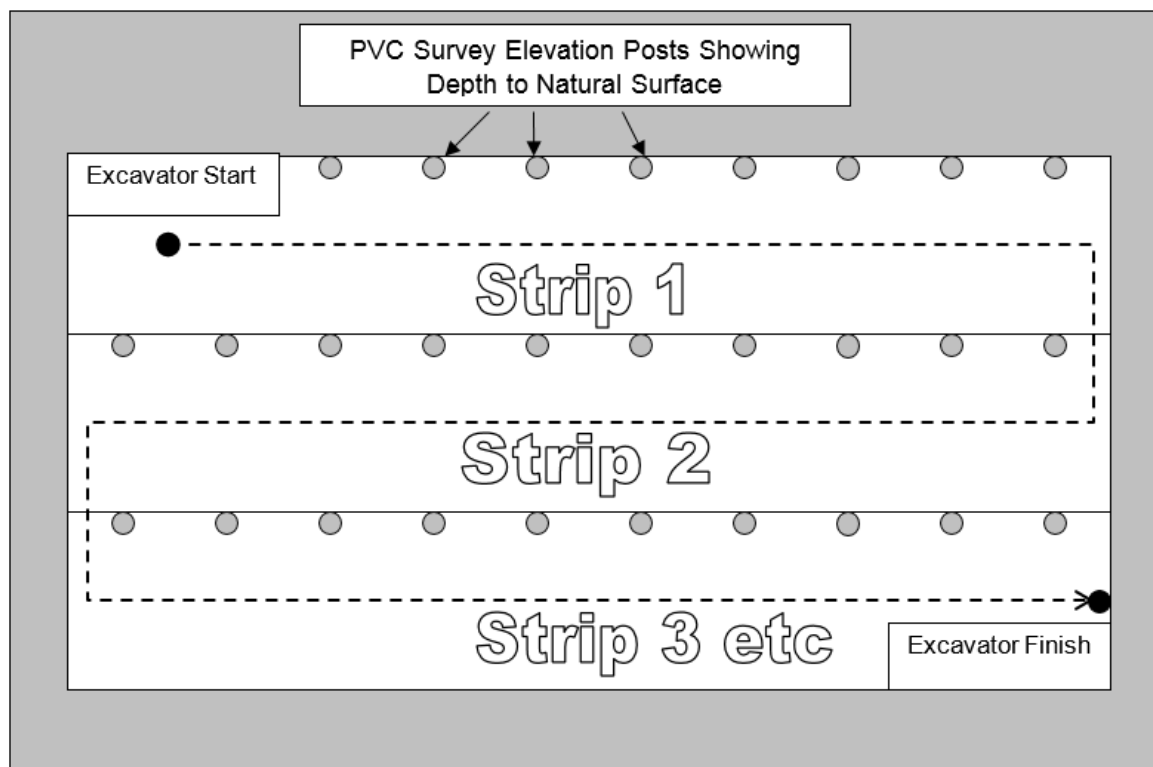 PVC Survey Elevation Posts Showing
Depth to Natural Surface
Excavator Start
Strip 1
Strip 2
Strip 3 etc
Excavator Finish